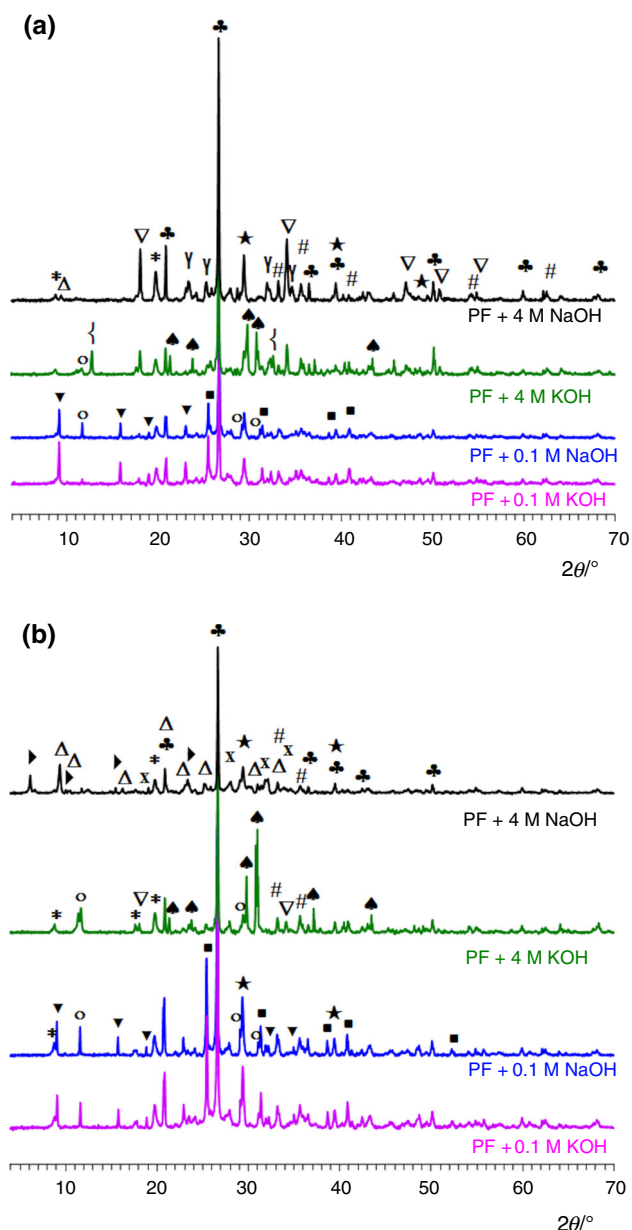 (a)
♣
▽ ♣ ⁕ γ γ ★ γ # ▽ γ # ♣ ★ ♣ # ▽ ★ ♣ ▽ # ▽ ♣ # ♣
⁕ △
PF + 4 M NaOH
o { ♠ ♠ ♠ ♠ { ♠
PF + 4 M KOH
▼ o ▼ ▼ ▼ ■ o o ■ ■ ■
PF + 0.1 M NaOH
PF + 0.1 M KOH
10 20 30 40 50 60 70
2θ/°
(b)
♣
▶ △ ▶ △ ▶ △ x ⁕ △ ♣ △ ▶ △ x ★ △ x △ # x # ♣ ★ ♣ ♣ ♣
PF + 4 M NaOH
⁕ o ⁕ ▽ ⁕ ♠ ♠ o ♠ ♠ # ▽ # ♠ ♠
PF + 4 M KOH
⁕ ▼ o ▼ ▼ ■ o ★ o ■ ▼ ▼ ■ ★ ■ ■
PF + 0.1 M NaOH
PF + 0.1 M KOH
10 20 30 40 50 60 70
2θ/°